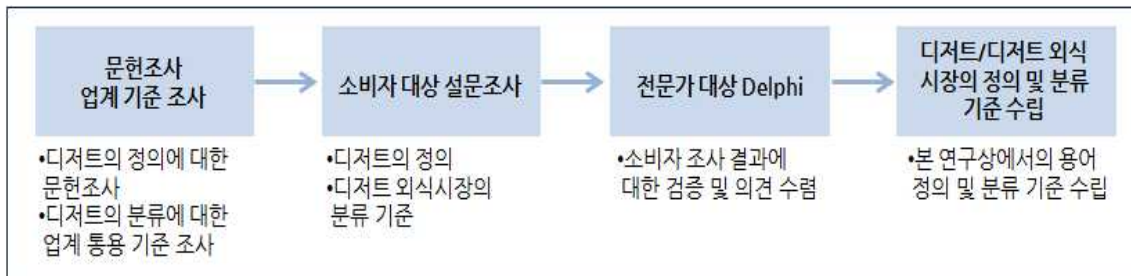 문헌조사
업계 기준 조사
•디저트의 정의에 대한
문헌조사
•디저트의 분류에 대한
업계 통용 기준 조사
소비자 대상 설문조사
•디저트의 정의
•디저트 외식시장의
분류 기준
전문가 대상 Delphi
•소비자 조사 결과에
대한 검증 및 의견 수렴
디저트/디저트 외식
시장의 정의 및 분류
기준 수립
•본 연구상에서의 용어
정의 및 분류 기준 수립